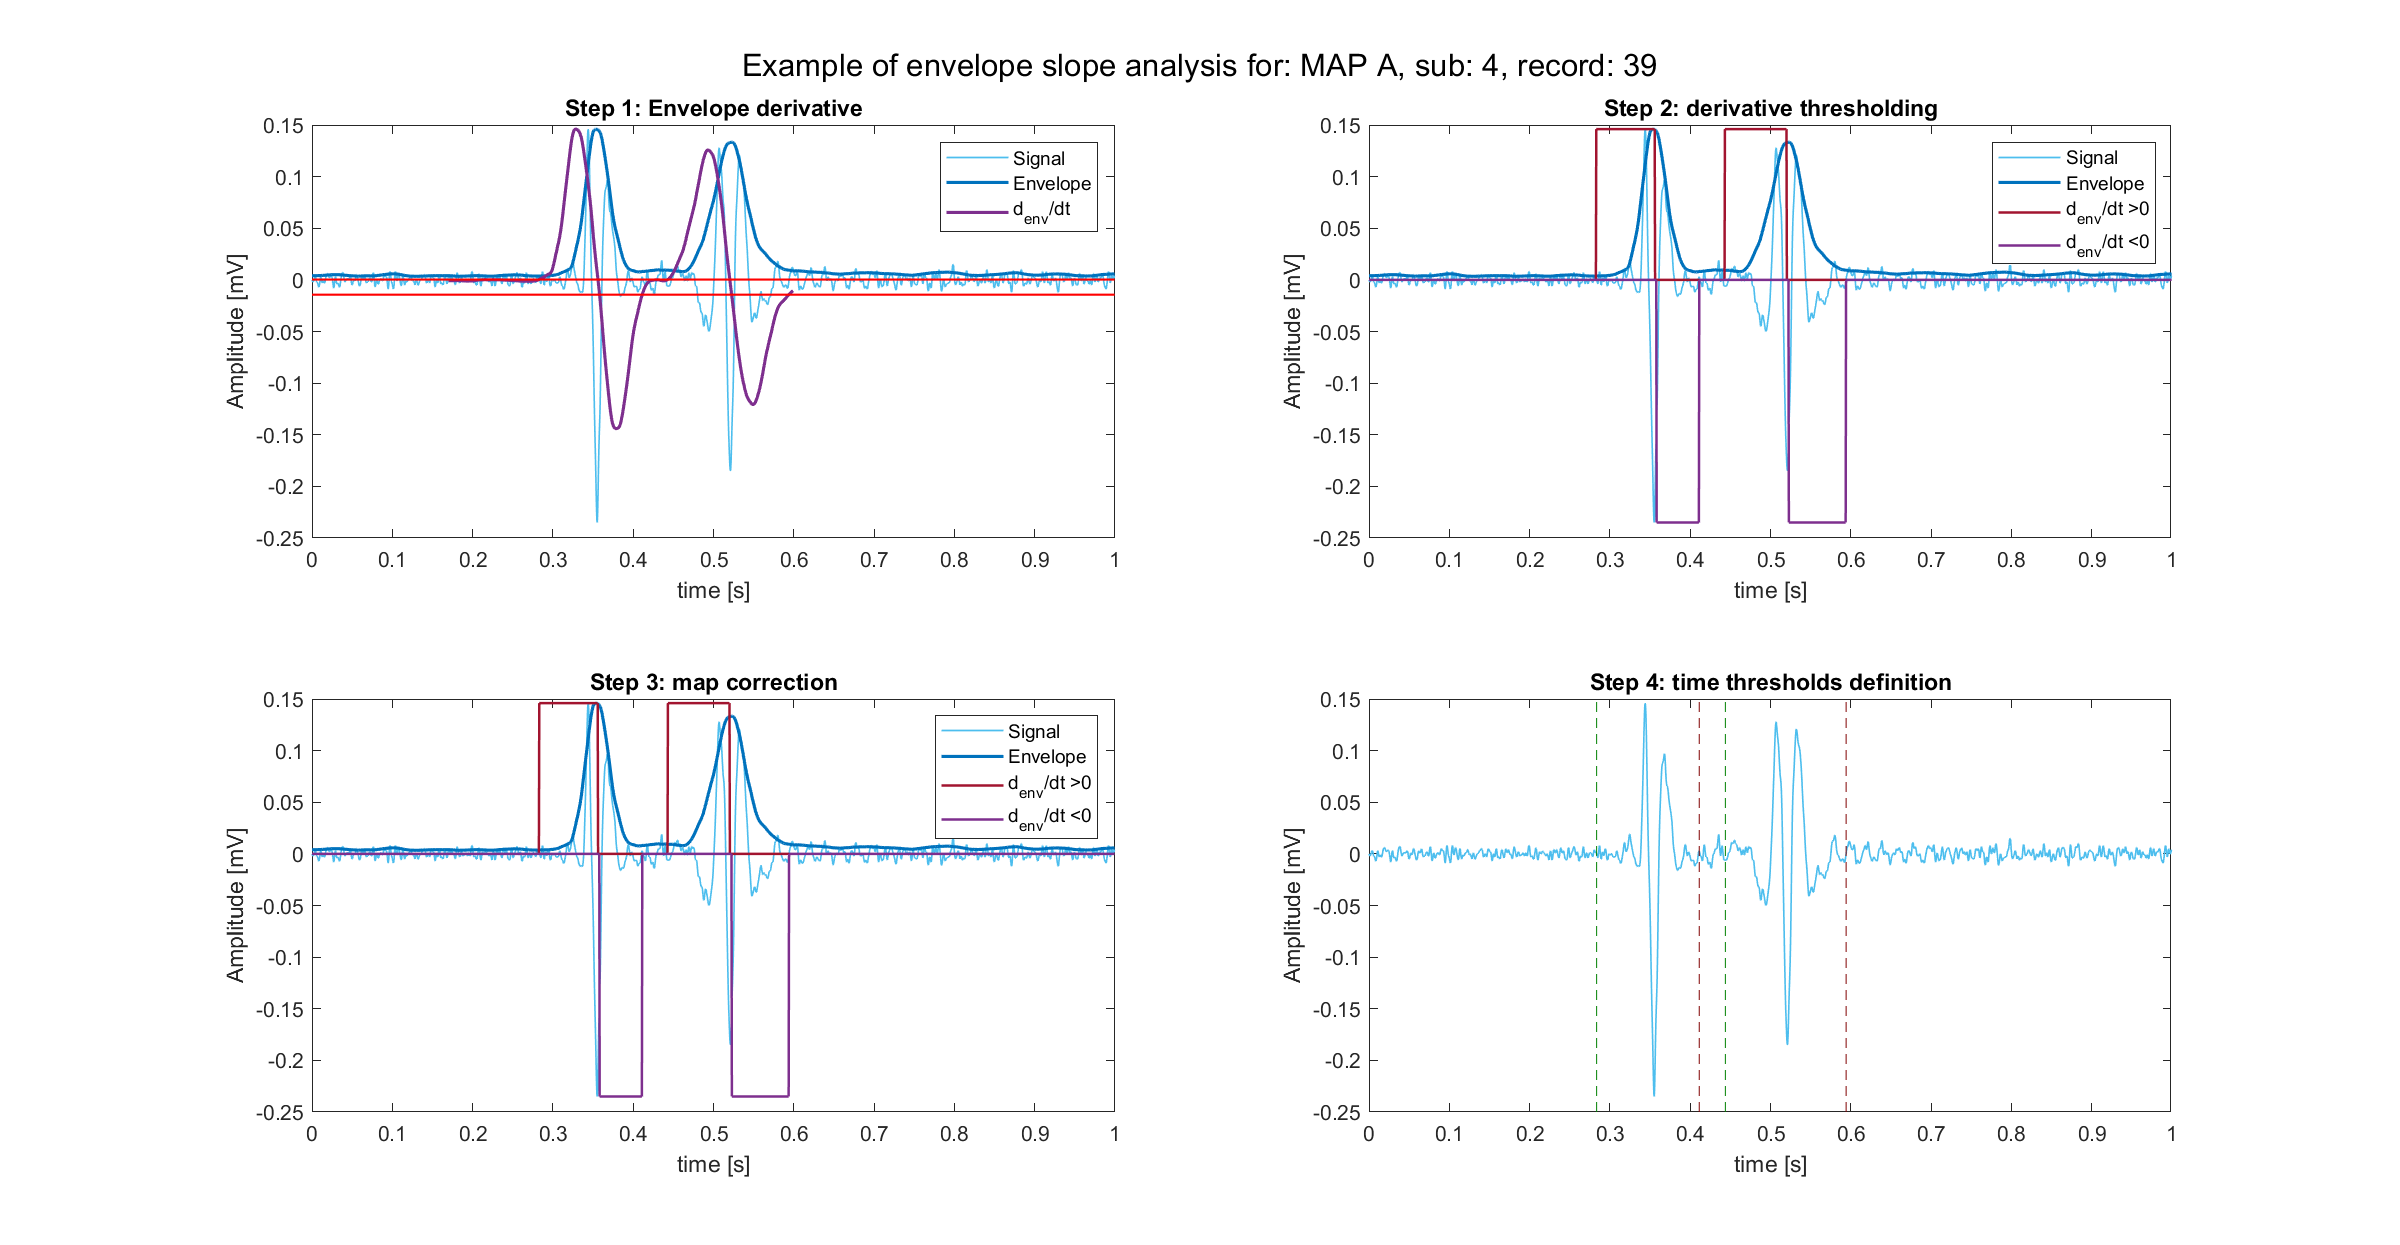 Example of envelope slope analysis for: MAP A, sub: 4, record: 39
Step 1: Envelope derivative
0.15
0.1
0.05
0
-0.05
-0.1
-0.15
-0.2
-0.25
Amplitude [mV]
0 0.1 0.2 0.3 0.4 0.5 0.6 0.7 0.8 0.9 1
time [s]
Signal
Envelope
d_env/dt
Step 2: derivative thresholding
0.15
0.1
0.05
0
-0.05
-0.1
-0.15
-0.2
-0.25
Amplitude [mV]
0 0.1 0.2 0.3 0.4 0.5 0.6 0.7 0.8 0.9 1
time [s]
Signal
Envelope
d_env/dt >0
d_env/dt <0
Step 3: map correction
0.15
0.1
0.05
0
-0.05
-0.1
-0.15
-0.2
-0.25
Amplitude [mV]
0 0.1 0.2 0.3 0.4 0.5 0.6 0.7 0.8 0.9 1
time [s]
Signal
Envelope
d_env/dt >0
d_env/dt <0
Step 4: time thresholds definition
0.15
0.1
0.05
0
-0.05
-0.1
-0.15
-0.2
-0.25
Amplitude [mV]
0 0.1 0.2 0.3 0.4 0.5 0.6 0.7 0.8 0.9 1
time [s]